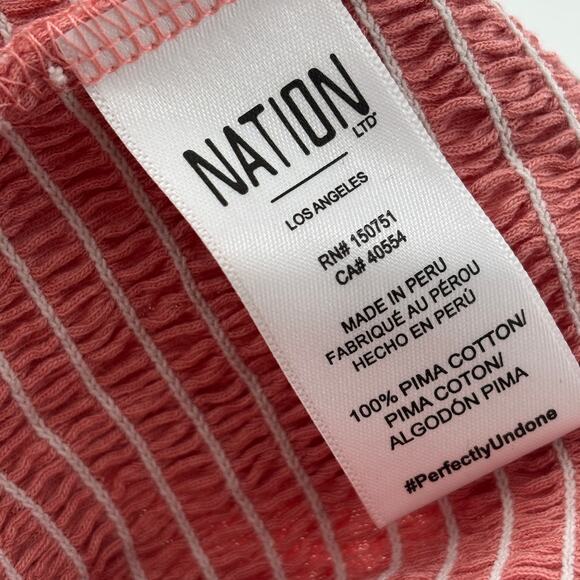 NATION
LTD®
LOS ANGELES
RN# 150751
CA# 40554
MADE IN PERU
FABRIQUÉ AU PÉROU
HECHO EN PERÚ
100% PIMA COTTON/
PIMA COTON/
ALGODÓN PIMA
#PerfectlyUndone